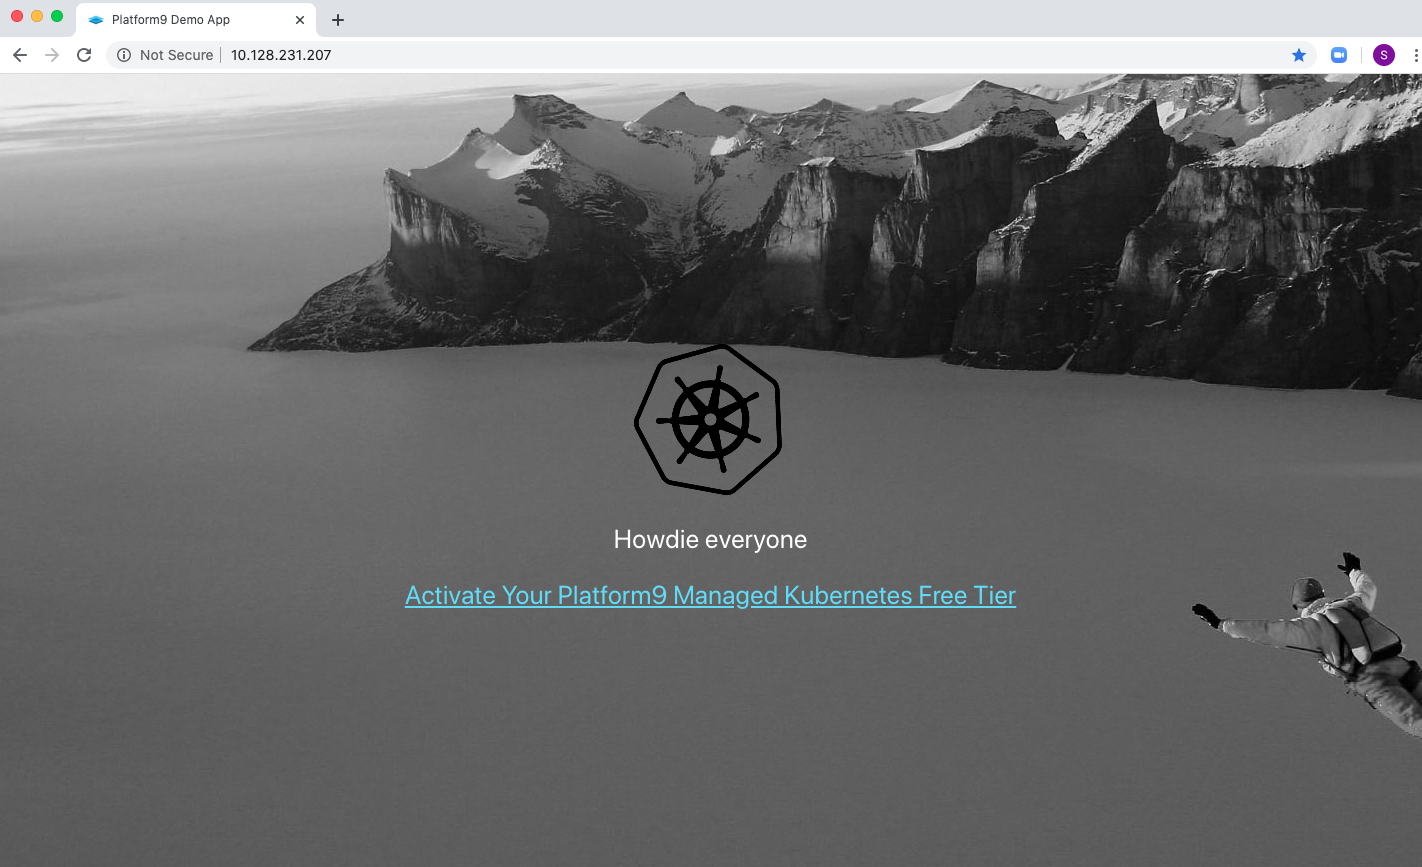 Platform9 Demo App
Not Secure
10.128.231.207
S
Howdie everyone
Activate Your Platform9 Managed Kubernetes Free Tier